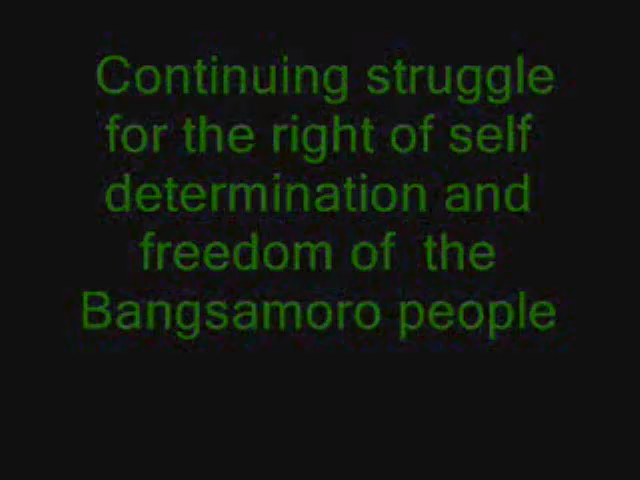 Continuing struggle
for the right of self
determination and
freedom of the
Bangsamoro people